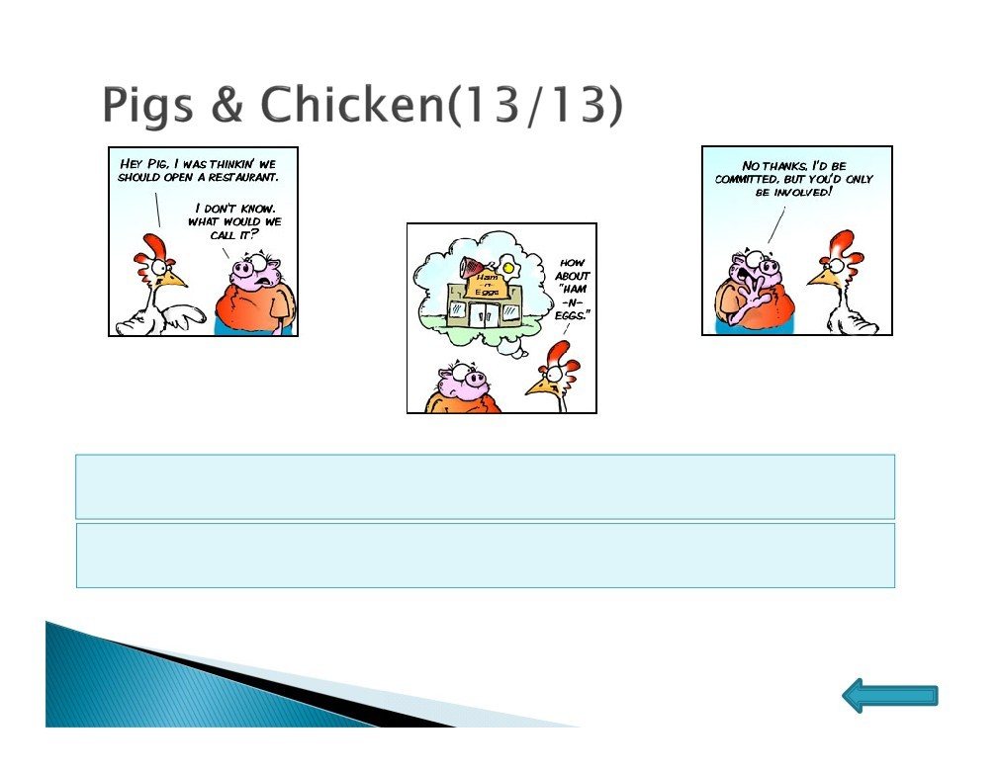 Pigs & Chicken(13/13)
HEY PIG, I WAS THINKIN' WE
SHOULD OPEN A RESTAURANT.
I DON'T KNOW.
WHAT WOULD WE
CALL IT?
HOW
ABOUT
"HAM
-N-
EGGS."
Ham
-n-
Eggs
NO THANKS, I'D BE
COMMITTED, BUT YOU'D ONLY
BE INVOLVED!